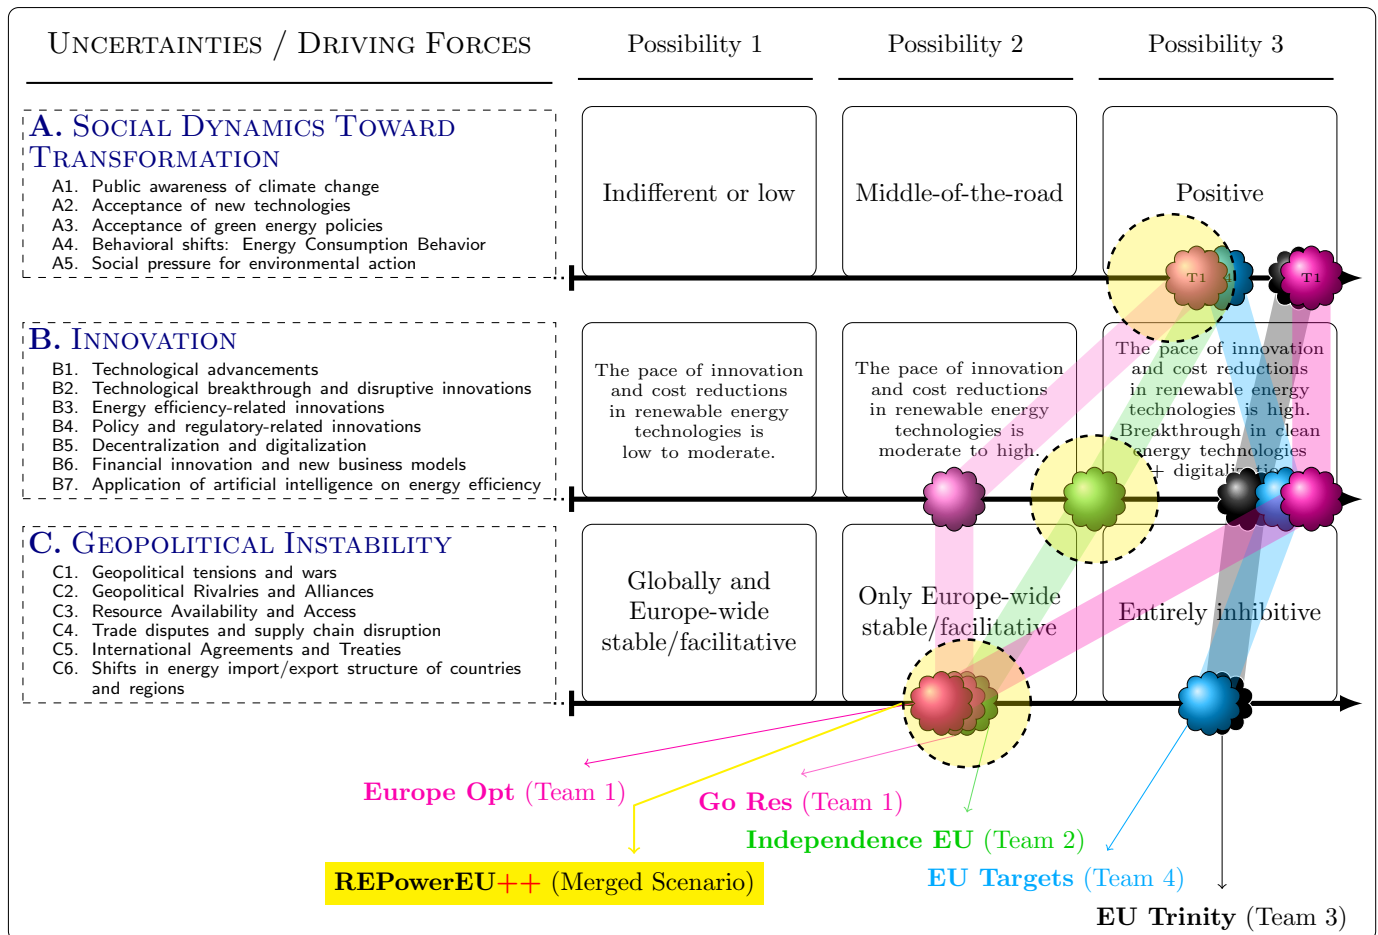 UNCERTAINTIES / DRIVING FORCES
Possibility 1
Possibility 2
Possibility 3
A. SOCIAL DYNAMICS TOWARD
TRANSFORMATION
A1. Public awareness of climate change
A2. Acceptance of new technologies
A3. Acceptance of green energy policies
A4. Behavioral shifts: Energy Consumption Behavior
A5. Social pressure for environmental action
Indifferent or low
Middle-of-the-road
Positive
T1
4
T1
B. INNOVATION
B1. Technological advancements
B2. Technological breakthrough and disruptive innovations
B3. Energy efficiency-related innovations
B4. Policy and regulatory-related innovations
B5. Decentralization and digitalization
B6. Financial innovation and new business models
B7. Application of artificial intelligence on energy efficiency
The pace of innovation
and cost reductions
in renewable energy
technologies is
low to moderate.
The pace of innovation
and cost reductions
in renewable energy
technologies is
moderate to high.
The pace of innovation
and cost reductions
in renewable energy
technologies is high.
Breakthrough in clean
energy technologies
+
C. GEOPOLITICAL INSTABILITY
C1. Geopolitical tensions and wars
C2. Geopolitical Rivalries and Alliances
C3. Resource Availability and Access
C4. Trade disputes and supply chain disruption
C5. International Agreements and Treaties
C6. Shifts in energy import/export structure of countries
and regions
Globally and
Europe-wide
stable/facilitative
Only Europe-wide
stable/facilitative
Entirely inhibitive
Europe Opt (Team 1)
Go Res (Team 1)
Independence EU (Team 2)
REPowerEU++ (Merged Scenario)
EU Targets (Team 4)
EU Trinity (Team 3)